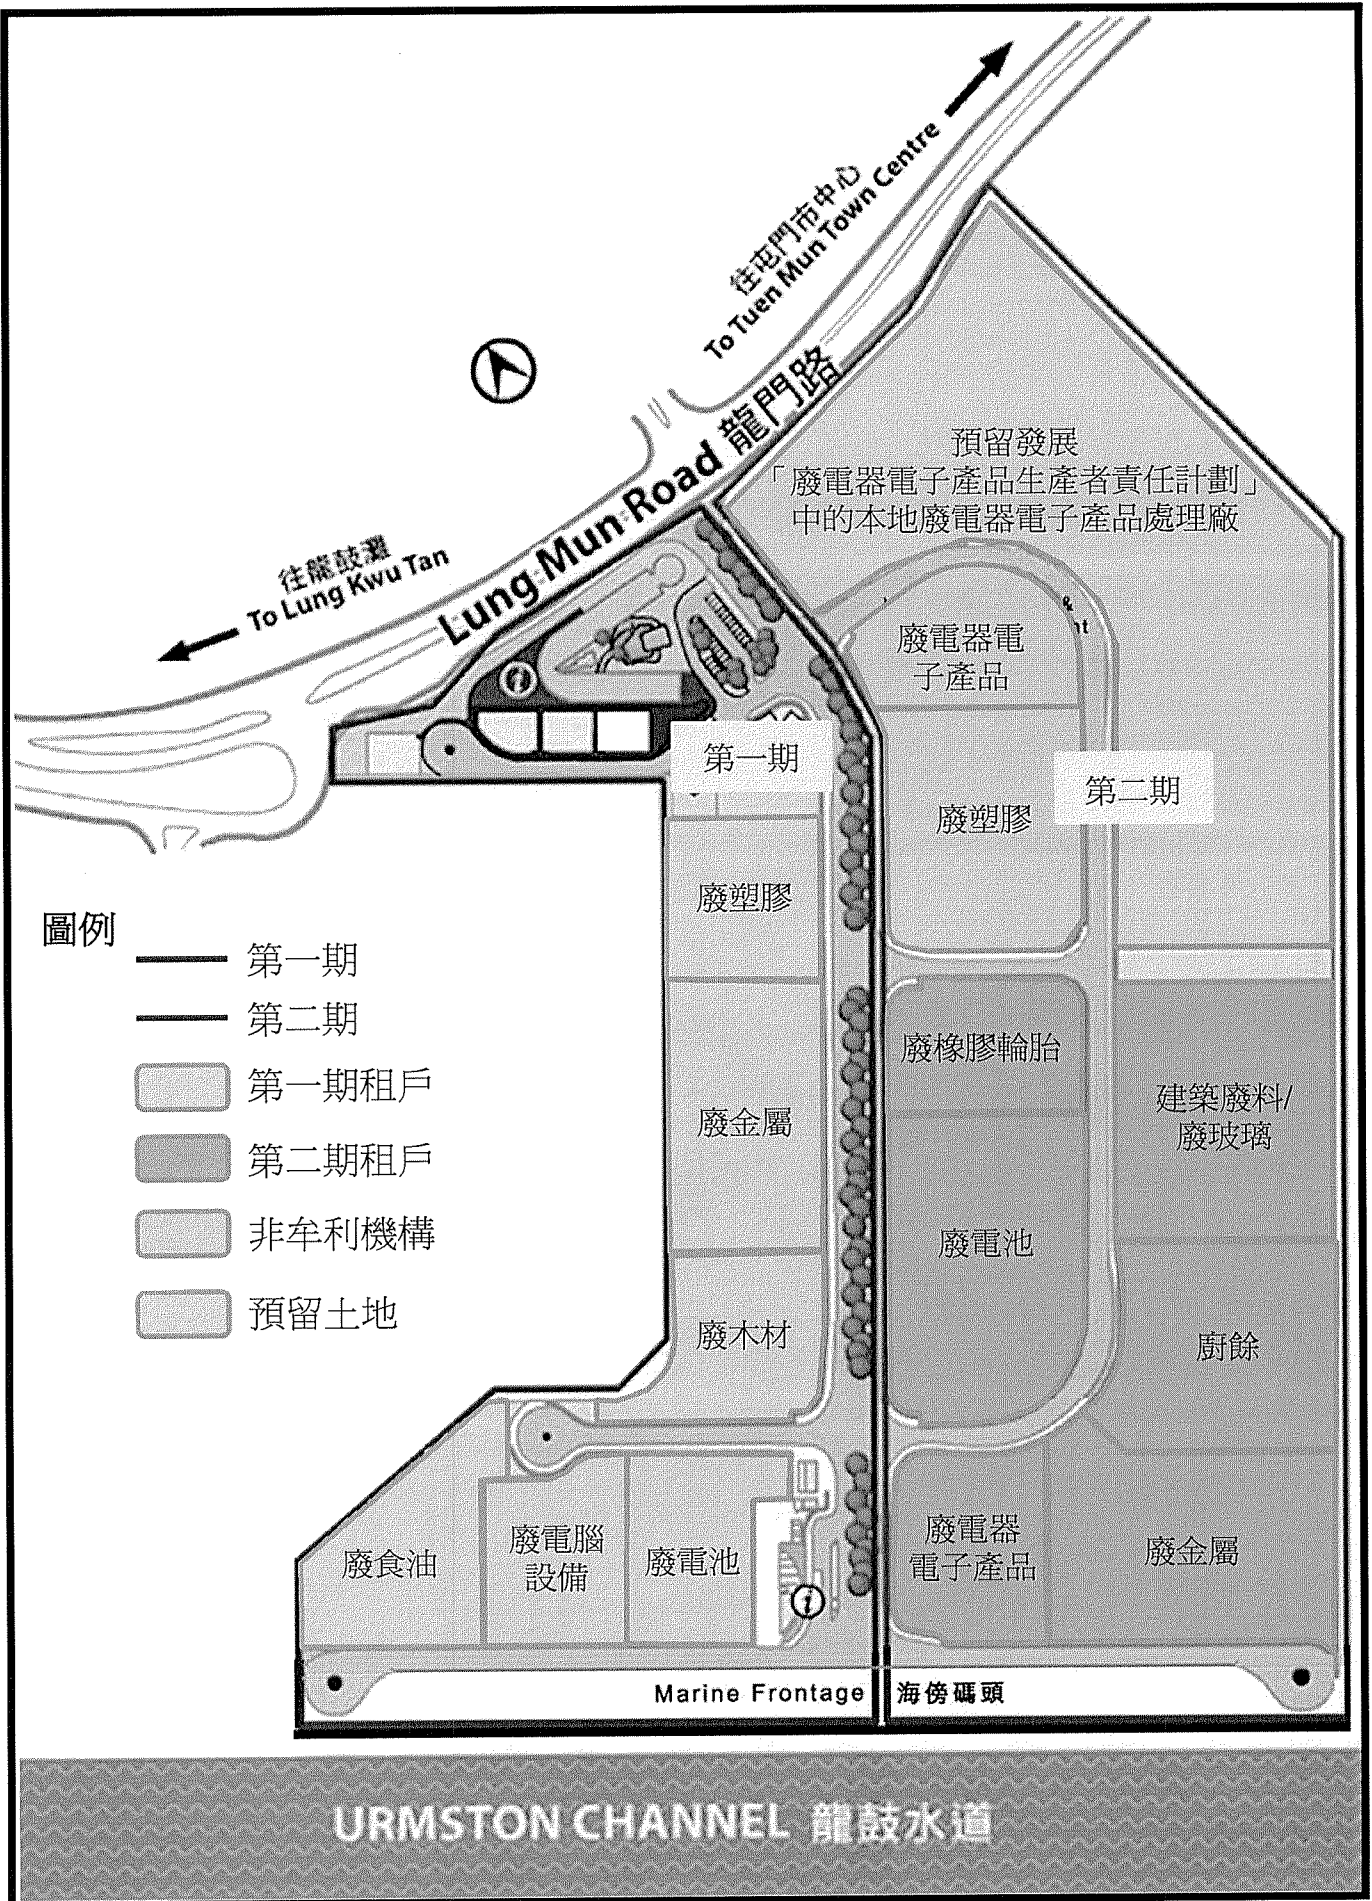 往屯門市中心
To Tuen Mun Town Centre
Lung Mun Road 龍門路
往龍鼓灘
To Lung Kwu Tan
預留發展
「廢電器電子產品生產者責任計劃」
中的本地廢電器電子產品處理廠
&
nt
廢電器電
子產品
第一期
第二期
廢塑膠
廢塑膠
圖例
第一期
第二期
第一期租戶
第二期租戶
非牟利機構
預留土地
廢橡膠輪胎
廢金屬
建築廢料/
廢玻璃
廢電池
廢木材
廚餘
廢食油
廢電腦
設備
廢電池
廢電器
電子產品
廢金屬
i
i
Marine Frontage 海傍碼頭
URMSTON CHANNEL 龍鼓水道